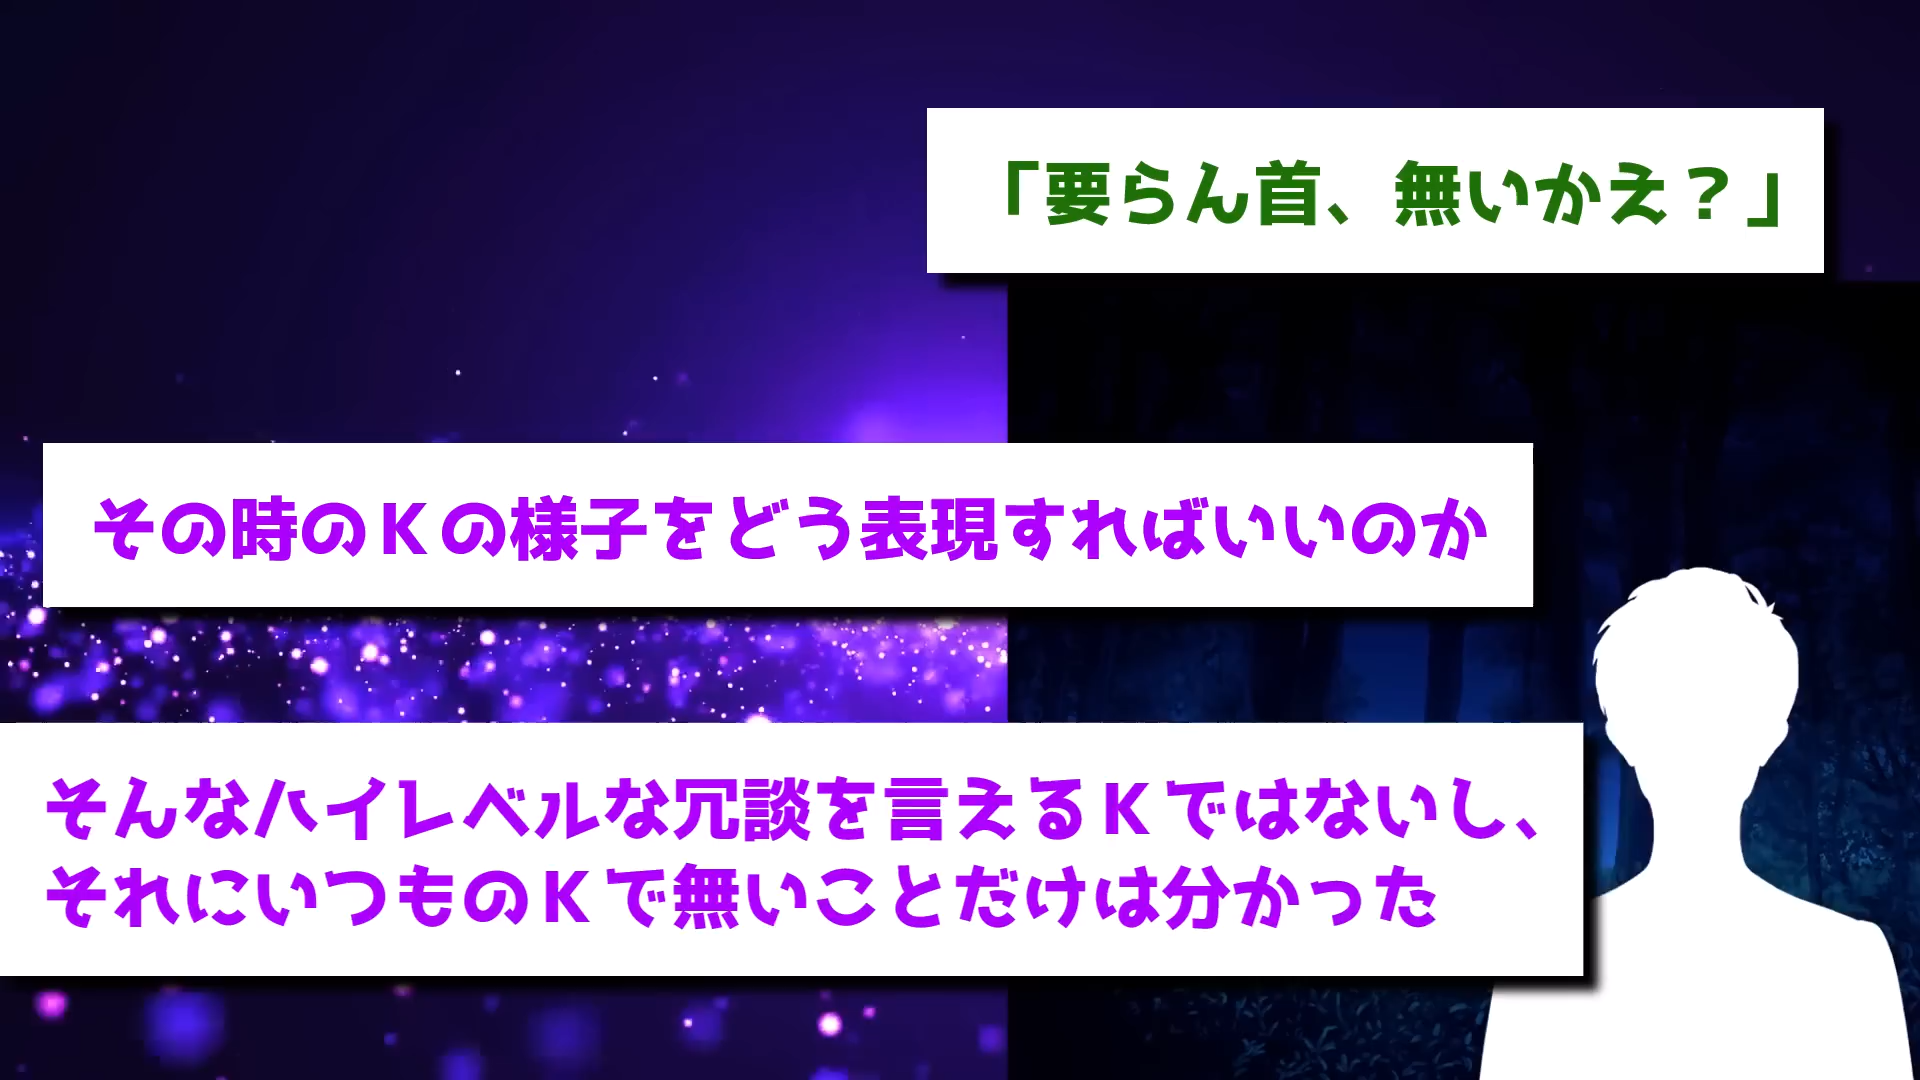 「要らん首、無いかえ？」
その時のＫの様子をどう表現すればいいのか
そんなハイレベルな冗談を言えるＫではないし、
それにいつものＫで無いことだけは分かった